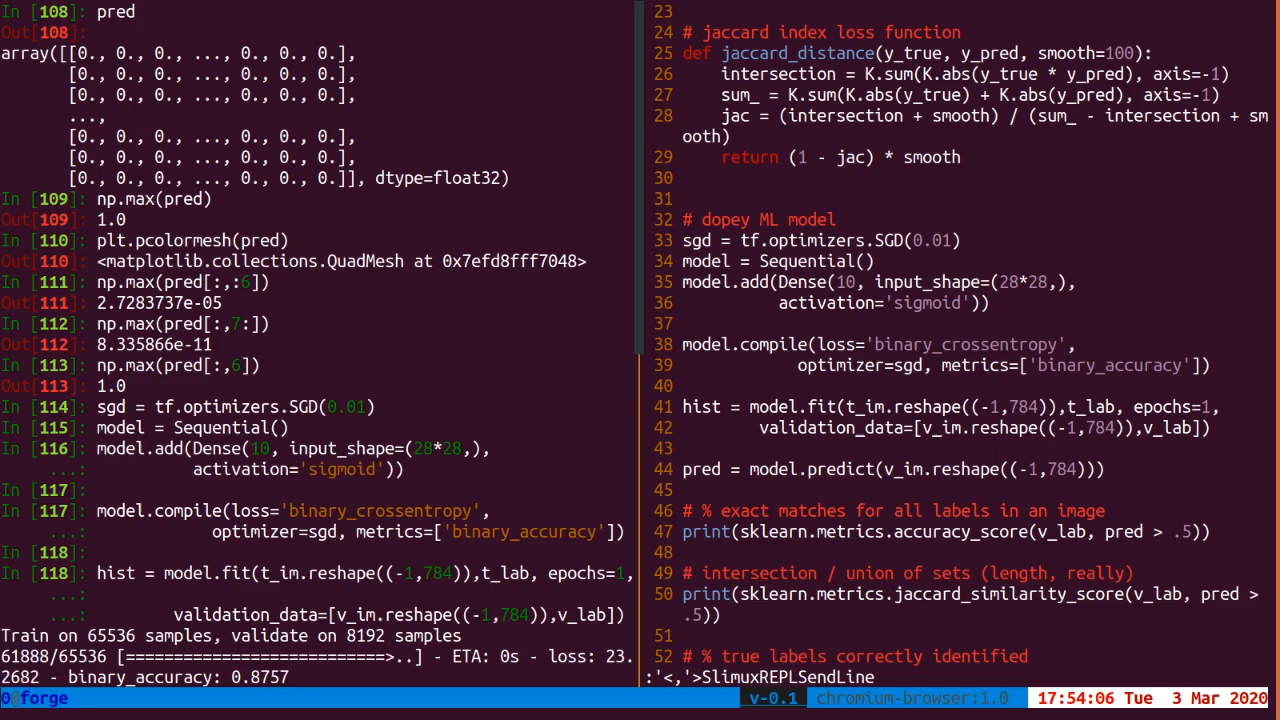 In [108]: pred
Out[108]:
array([[0., 0., 0., ..., 0., 0., 0.],
       [0., 0., 0., ..., 0., 0., 0.],
       [0., 0., 0., ..., 0., 0., 0.],
       ...,
       [0., 0., 0., ..., 0., 0., 0.],
       [0., 0., 0., ..., 0., 0., 0.],
       [0., 0., 0., ..., 0., 0., 0.]], dtype=float32)
In [109]: np.max(pred)
Out[109]: 1.0
In [110]: plt.pcolormesh(pred)
Out[110]: <matplotlib.collections.QuadMesh at 0x7efd8fff7048>
In [111]: np.max(pred[:,:6])
Out[111]: 2.7283737e-05
In [112]: np.max(pred[:,7:])
Out[112]: 8.335866e-11
In [113]: np.max(pred[:,6])
Out[113]: 1.0
In [114]: sgd = tf.optimizers.SGD(0.01)
In [115]: model = Sequential()
In [116]: model.add(Dense(10, input_shape=(28*28,),
     ...:           activation='sigmoid'))
In [117]:
In [117]: model.compile(loss='binary_crossentropy',
     ...:             optimizer=sgd, metrics=['binary_accuracy'])
In [118]:
In [118]: hist = model.fit(t_im.reshape((-1,784)),t_lab, epochs=1,
     ...:
     ...:         validation_data=[v_im.reshape((-1,784)),v_lab])
Train on 65536 samples, validate on 8192 samples
61888/65536 [===========================>..] - ETA: 0s - loss: 23.
2682 - binary_accuracy: 0.8757
23
24 # jaccard index loss function
25 def jaccard_distance(y_true, y_pred, smooth=100):
26     intersection = K.sum(K.abs(y_true * y_pred), axis=-1)
27     sum_ = K.sum(K.abs(y_true) + K.abs(y_pred), axis=-1)
28     jac = (intersection + smooth) / (sum_ - intersection + sm
ooth)
29     return (1 - jac) * smooth
30
31
32 # dopey ML model
33 sgd = tf.optimizers.SGD(0.01)
34 model = Sequential()
35 model.add(Dense(10, input_shape=(28*28,),
36           activation='sigmoid'))
37
38 model.compile(loss='binary_crossentropy',
39             optimizer=sgd, metrics=['binary_accuracy'])
40
41 hist = model.fit(t_im.reshape((-1,784)),t_lab, epochs=1,
42         validation_data=[v_im.reshape((-1,784)),v_lab])
43
44 pred = model.predict(v_im.reshape((-1,784)))
45
46 # % exact matches for all labels in an image
47 print(sklearn.metrics.accuracy_score(v_lab, pred > .5))
48
49 # intersection / union of sets (length, really)
50 print(sklearn.metrics.jaccard_similarity_score(v_lab, pred >
.5))
51
52 # % true labels correctly identified
:'<,'>SlimuxREPLSendLine
0@forge v-0.1 chromium-browser:1.0 17:54:06 Tue  3 Mar 2020